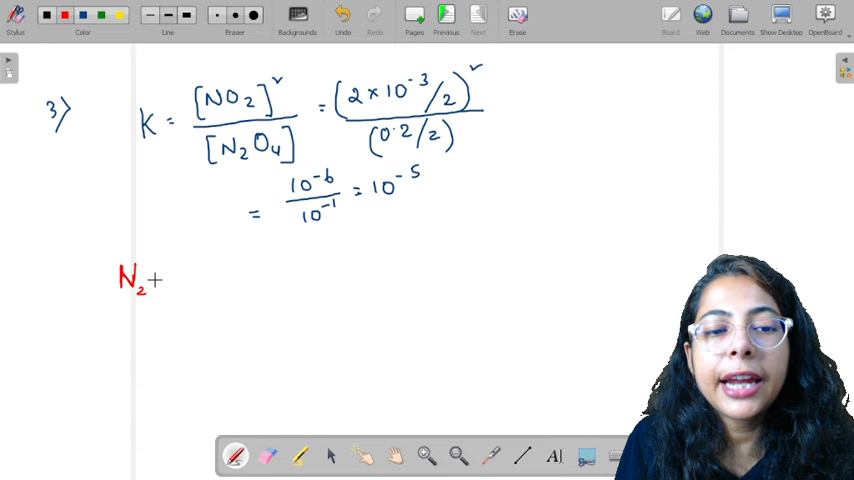 Stylus Color Line Eraser Backgrounds Undo Redo Pages Previous Next Erase Board Web Documents Show Desktop OpenBoard
3) K = [NO2]² / [N2O4] = (2 × 10⁻³/2)² / (0.2/2)
= 10⁻⁶ / 10⁻¹ = 10⁻⁵
N2 +
A